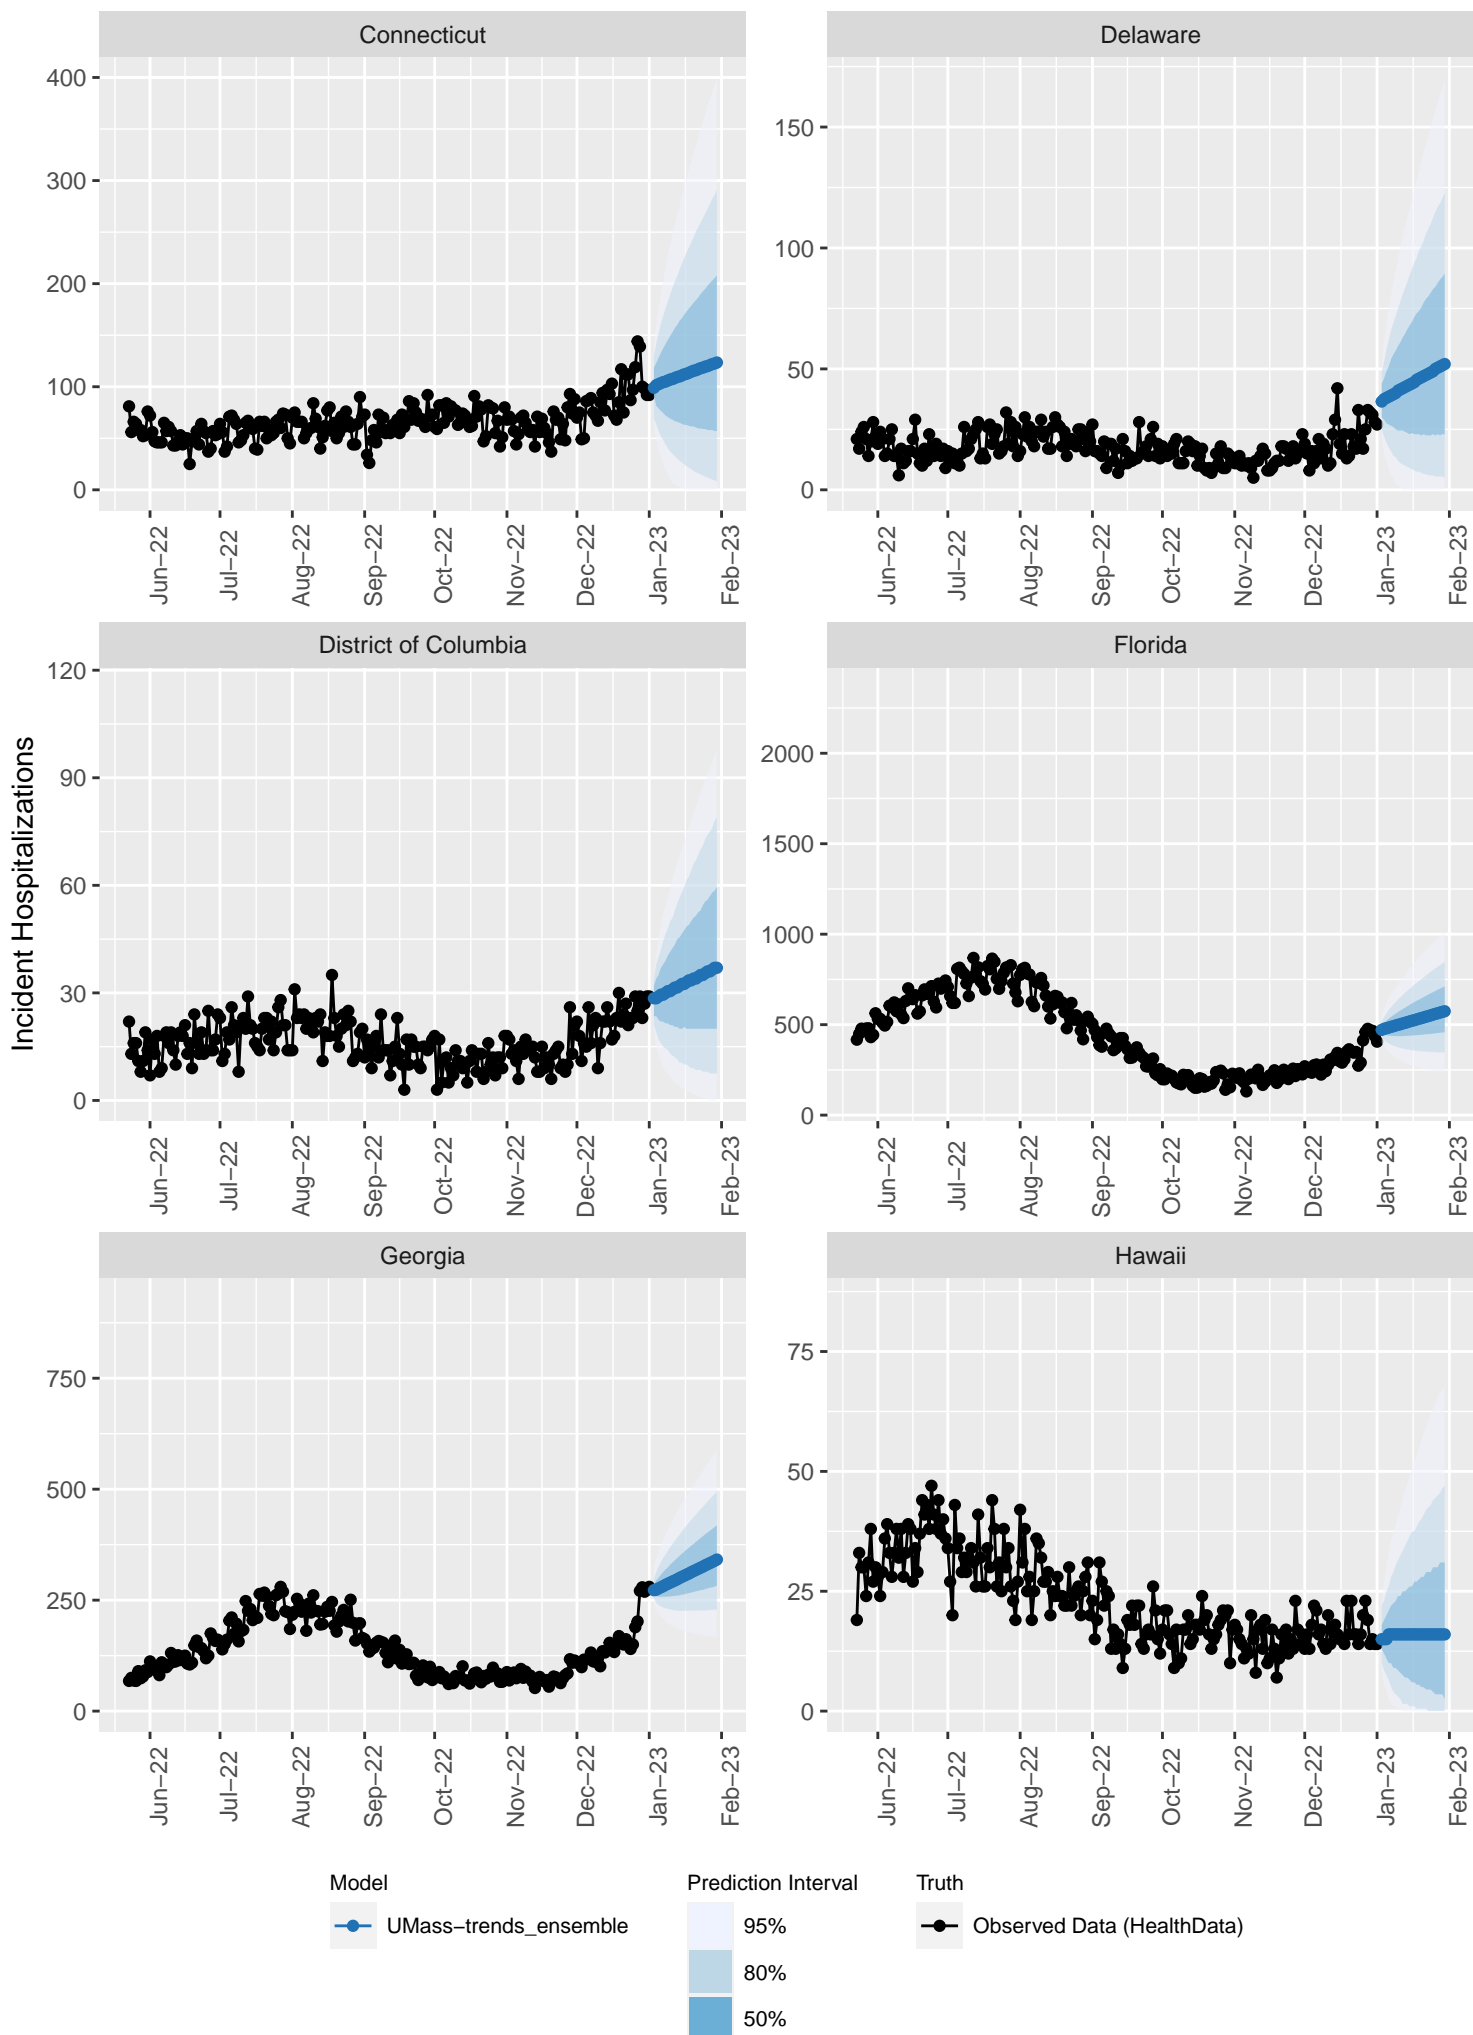 Connecticut
Delaware
400
300
200
100
0
150
100
50
0
Jun−22
Jul−22
Aug−22
Sep−22
Oct−22
Nov−22
Dec−22
Jan−23
Feb−23
Jun−22
Jul−22
Aug−22
Sep−22
Oct−22
Nov−22
Dec−22
Jan−23
Feb−23
Incident Hospitalizations
District of Columbia
Florida
120
90
60
30
0
2000
1500
1000
500
0
Jun−22
Jul−22
Aug−22
Sep−22
Oct−22
Nov−22
Dec−22
Jan−23
Feb−23
Jun−22
Jul−22
Aug−22
Sep−22
Oct−22
Nov−22
Dec−22
Jan−23
Feb−23
Georgia
Hawaii
750
500
250
0
75
50
25
0
Jun−22
Jul−22
Aug−22
Sep−22
Oct−22
Nov−22
Dec−22
Jan−23
Feb−23
Jun−22
Jul−22
Aug−22
Sep−22
Oct−22
Nov−22
Dec−22
Jan−23
Feb−23
Model
UMass−trends_ensemble
Prediction Interval
95%
80%
50%
Truth
Observed Data (HealthData)